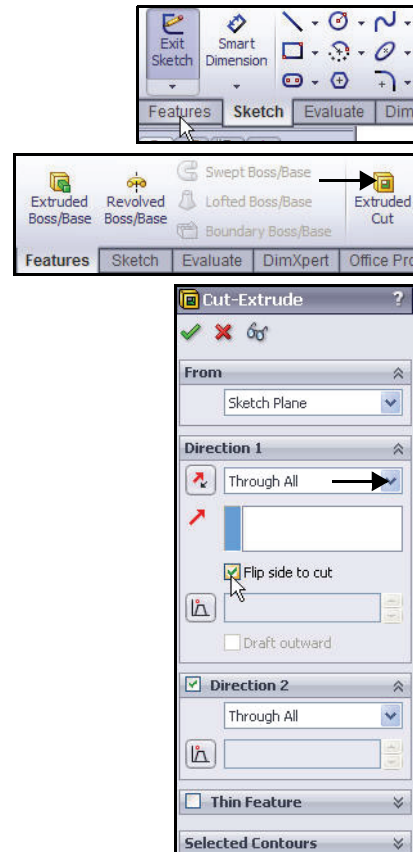 Exit Sketch
Smart Dimension
Features Sketch Evaluate Dim
Swept Boss/Base
Extruded Boss/Base
Revolved Boss/Base
Lofted Boss/Base
Boundary Boss/Base
Extruded Cut
Features Sketch Evaluate DimXpert Office Pro
Cut-Extrude ?
From
Sketch Plane
Direction 1
Through All
Flip side to cut
Draft outward
Direction 2
Through All
Thin Feature
Selected Contours